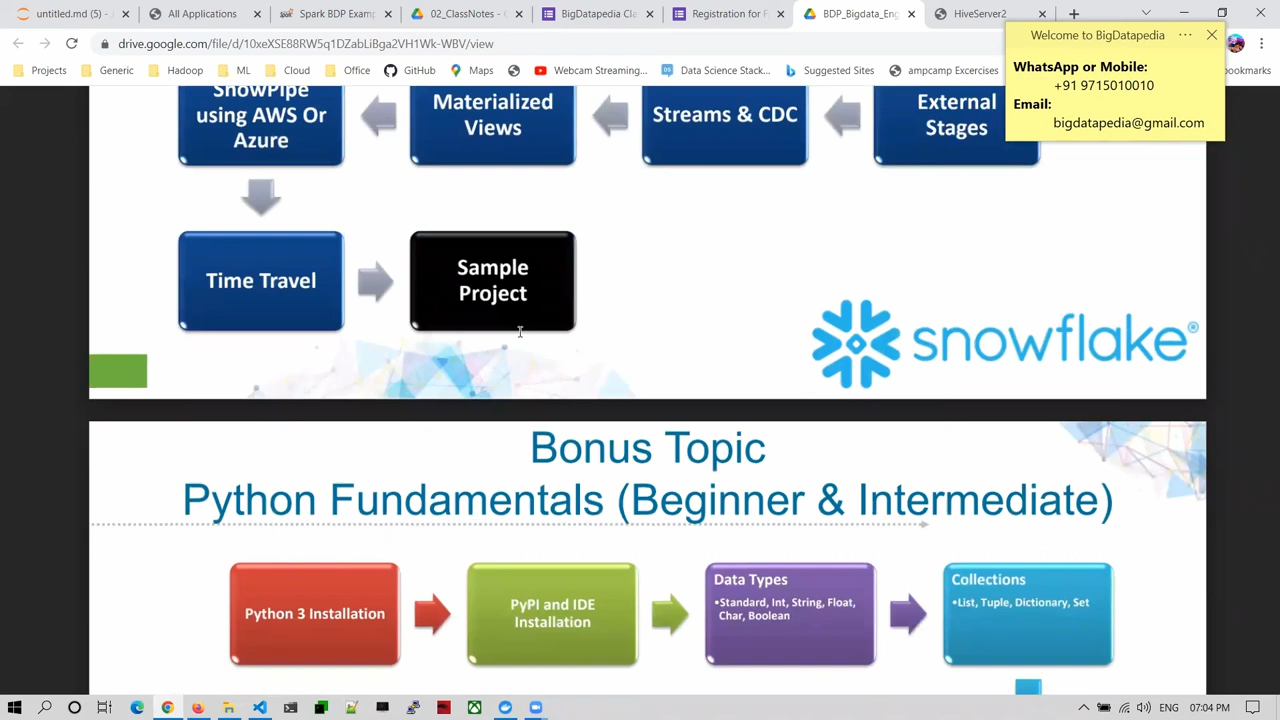 untitled.md (5) - J
All Applications
Spark BDP Examp
02_ClassNotes - G
BigDatapedia Cle
Registration for F
BDP_Bigdata_Eng
HiveServer2
drive.google.com/file/d/10xeXSE88RW5q1DZabLiBga2VH1Wk-WBV/view
Projects
Generic
Hadoop
ML
Cloud
Office
GitHub
Maps
Webcam Streaming...
Data Science Stack...
Suggested Sites
ampcamp Excercises
bookmarks
Welcome to BigDatapedia
WhatsApp or Mobile:
+91 9715010010
Email:
bigdatapedia@gmail.com
SnowPipe
using AWS Or
Azure
Materialized
Views
Streams & CDC
External
Stages
Time Travel
Sample
Project
snowflake®
Bonus Topic
Python Fundamentals (Beginner & Intermediate)
Python 3 Installation
PyPI and IDE
Installation
Data Types
•Standard, Int, String, Float,
Char, Boolean
Collections
•List, Tuple, Dictionary, Set
ENG
07:04 PM